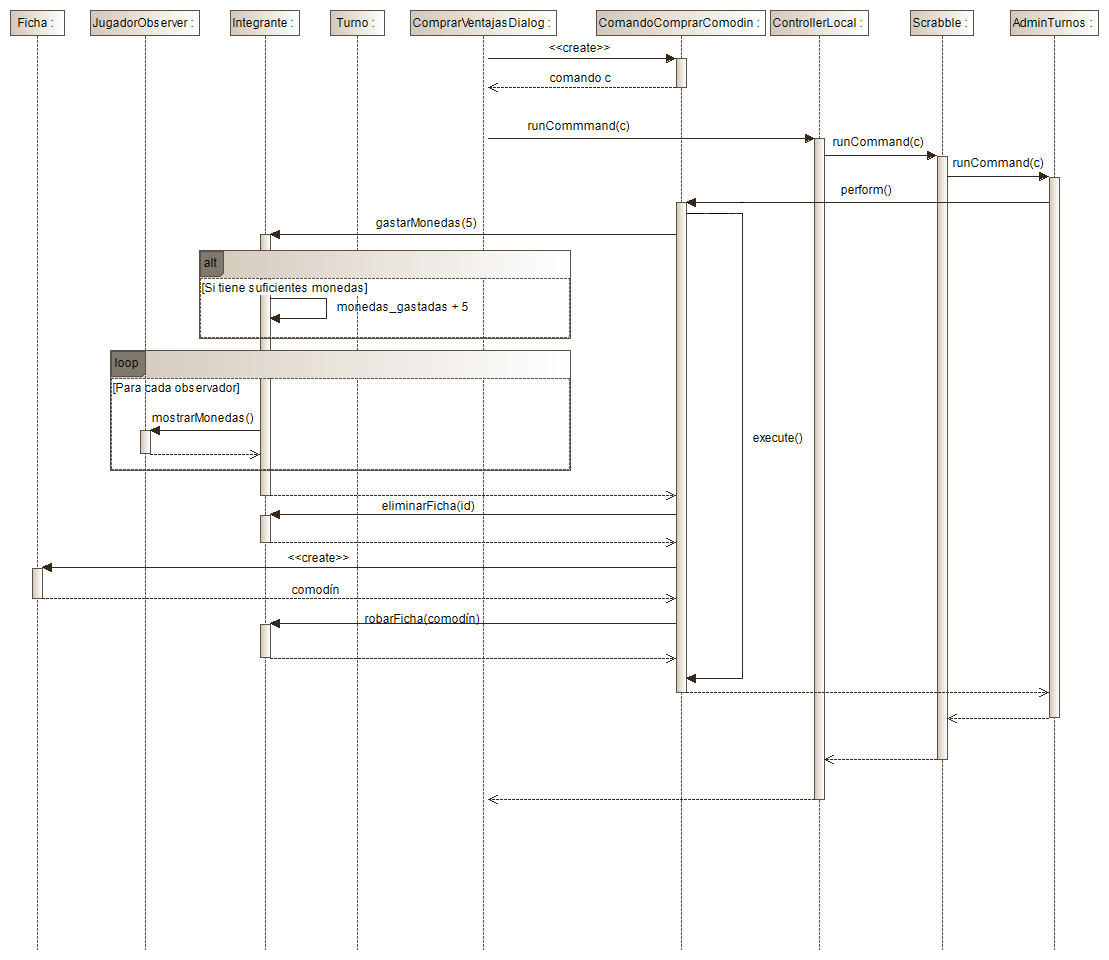 Ficha :
JugadorObserver :
Integrante :
Turno :
ComprarVentajasDialog :
ComandoComprarComodin :
ControllerLocal :
Scrabble :
AdminTurnos :
<<create>>
comando c
runCommmand(c)
runCommand(c)
runCommand(c)
perform()
gastarMonedas(5)
alt
[Si tiene suficientes monedas]
monedas_gastadas + 5
loop
[Para cada observador]
mostrarMonedas()
execute()
eliminarFicha(id)
<<create>>
comodín
robarFicha(comodín)